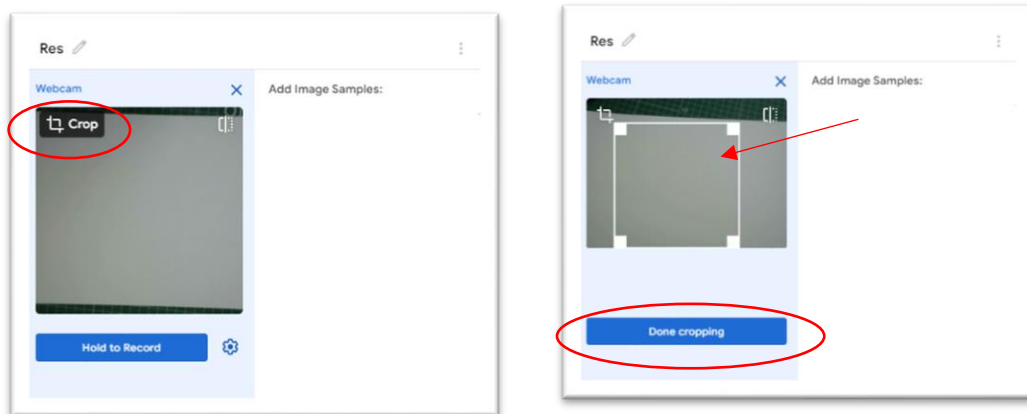 Res
Webcam
Add Image Samples:
Crop
Hold to Record
Res
Webcam
Add Image Samples:
Done cropping